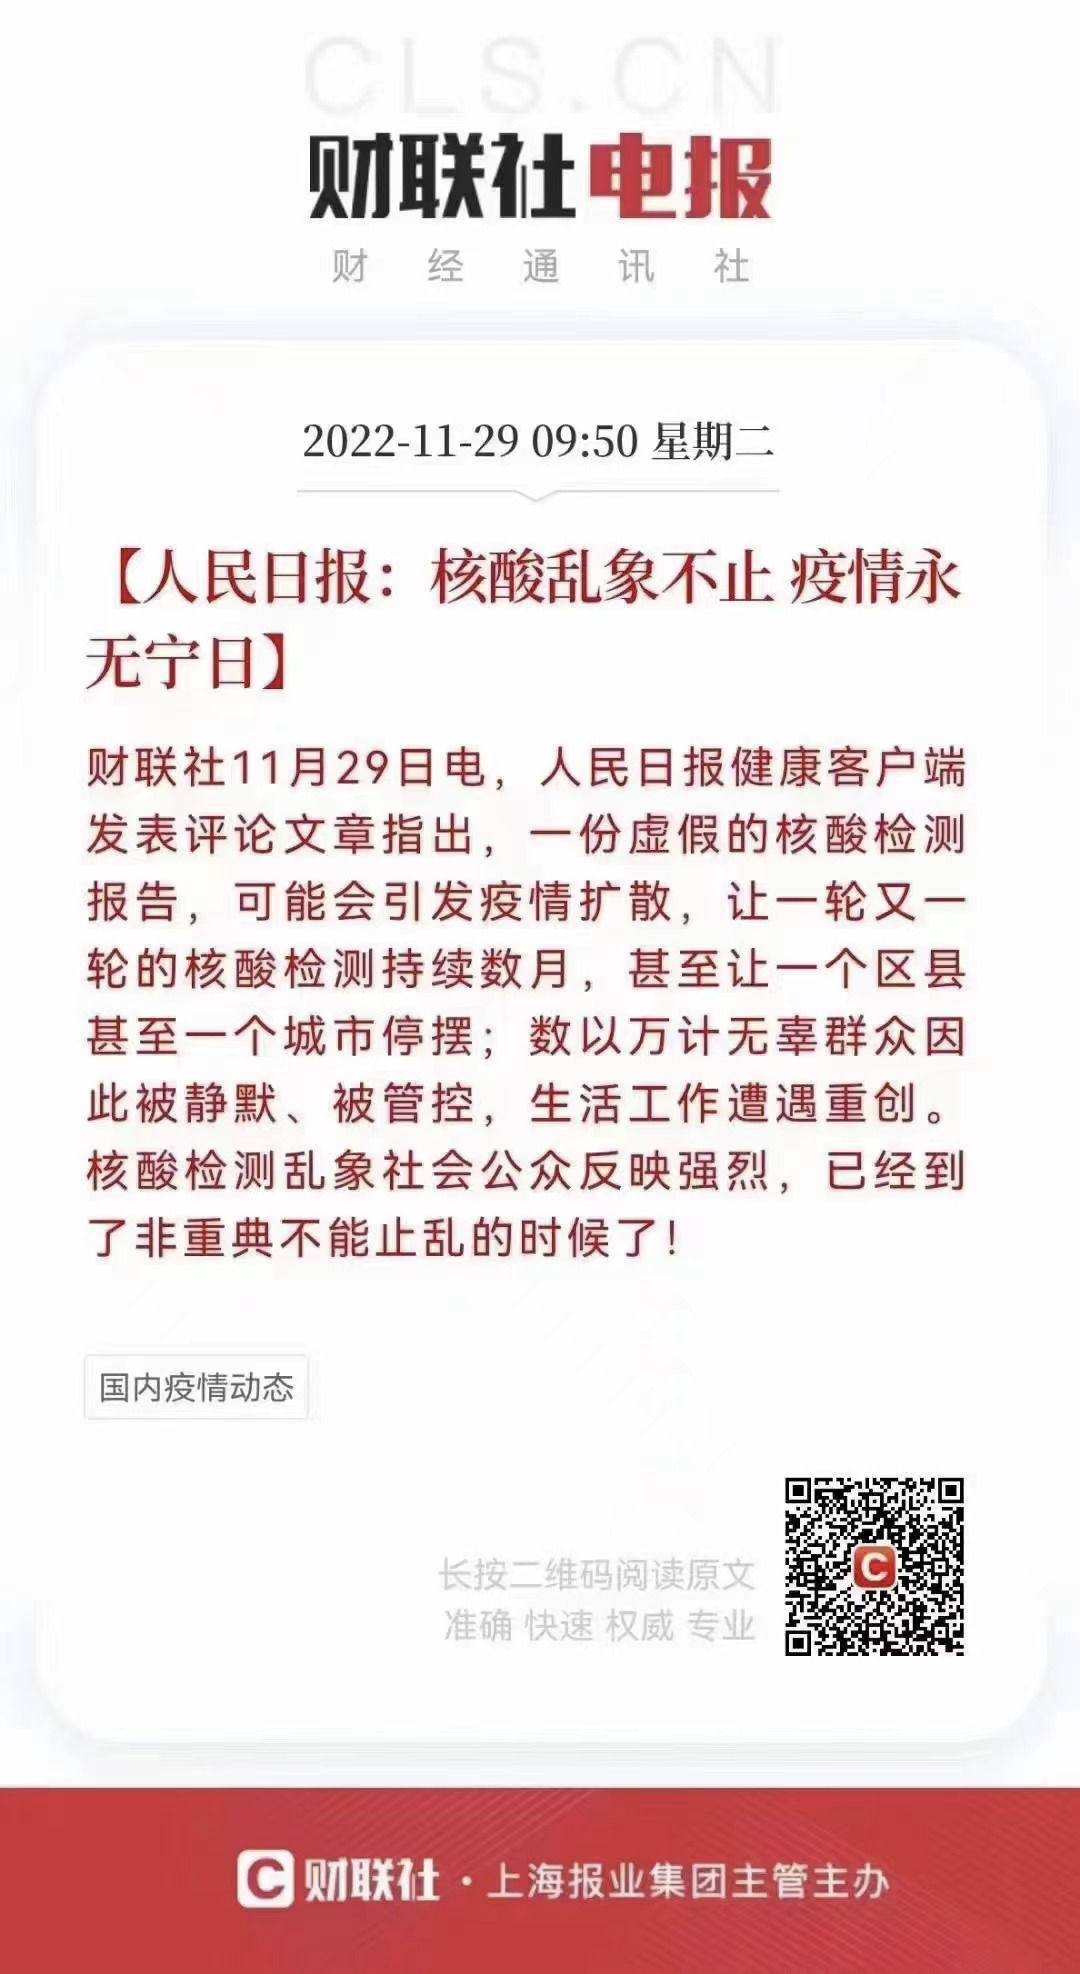 CLS.CN
财联社电报
财经通讯社
2022-11-29 09:50 星期二
【人民日报：核酸乱象不止 疫情永
无宁日】
财联社11月29日电，人民日报健康客户端
发表评论文章指出，一份虚假的核酸检测
报告，可能会引发疫情扩散，让一轮又一
轮的核酸检测持续数月，甚至让一个区县
甚至一个城市停摆；数以万计无辜群众因
此被静默、被管控，生活工作遭遇重创。
核酸检测乱象社会公众反映强烈，已经到
了非重典不能止乱的时候了！
国内疫情动态
长按二维码阅读原文
准确 快速 权威 专业
C
C 财联社·上海报业集团主管主办